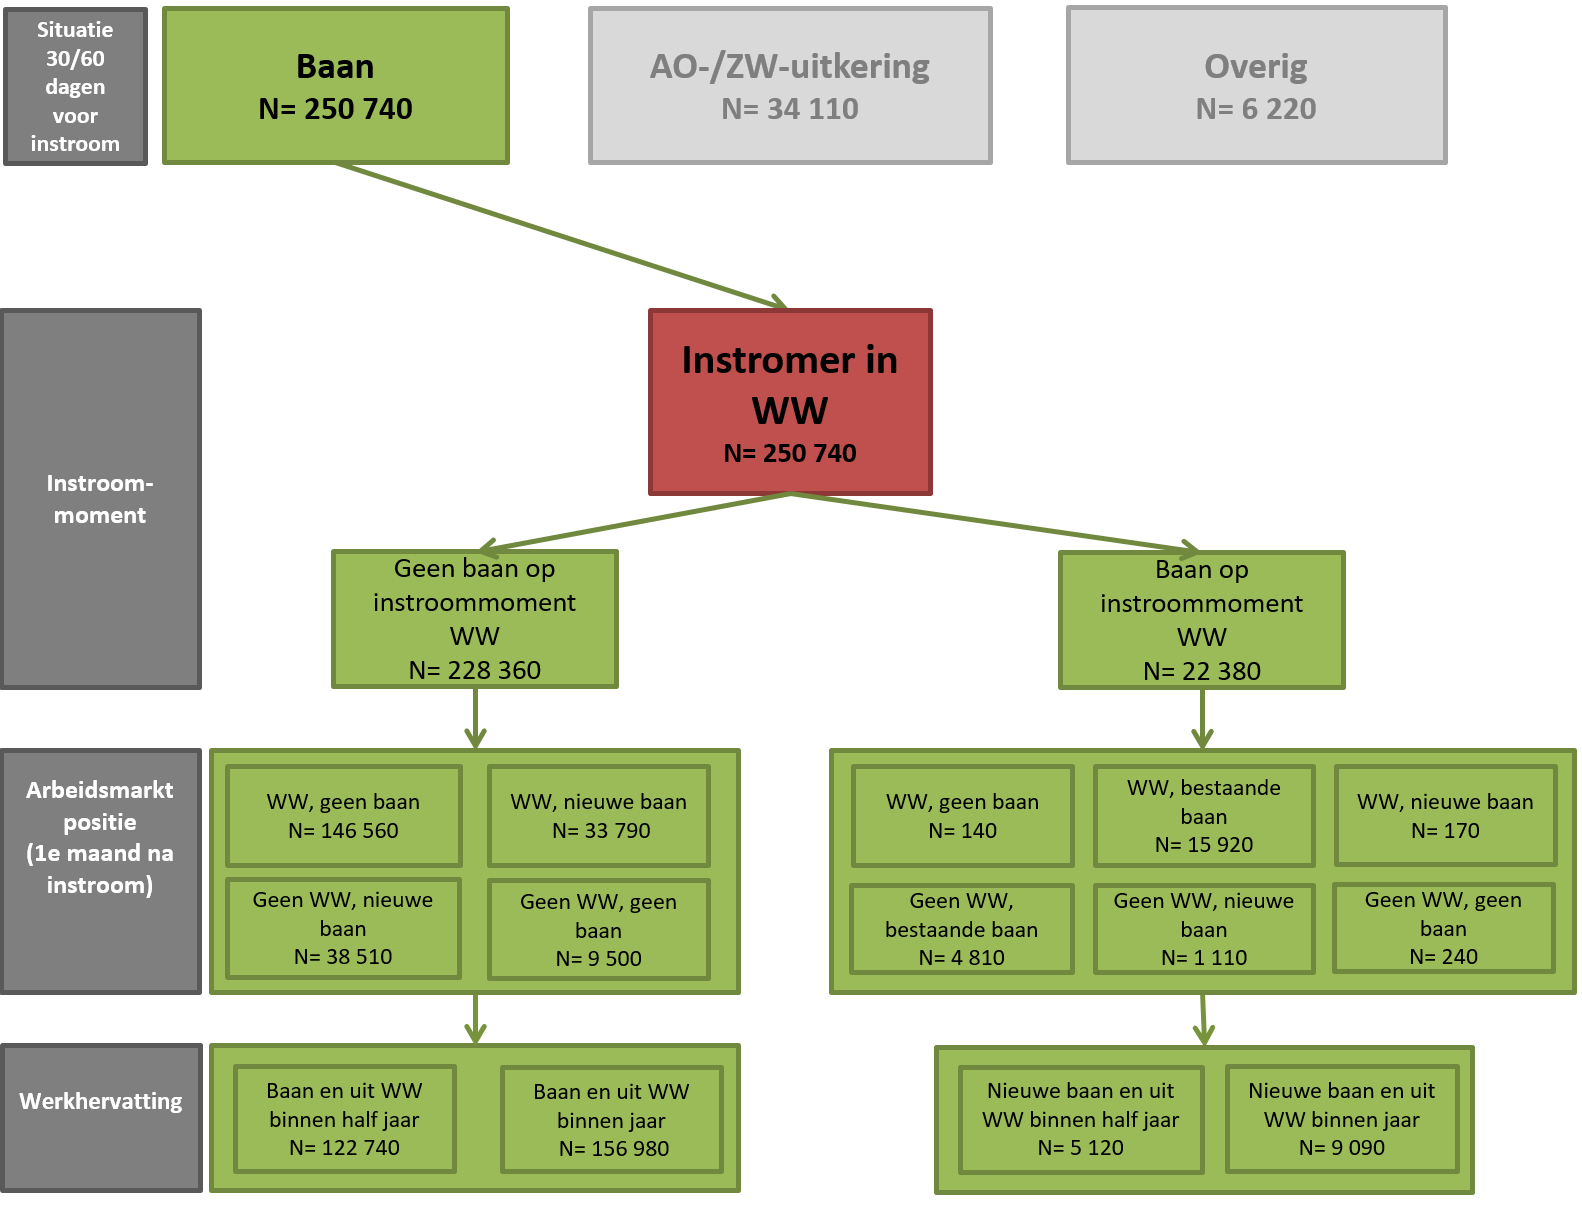 Situatie
30/60
dagen
voor
instroom
Baan
N= 250 740
AO-/ZW-uitkering
N= 34 110
Overig
N= 6 220
Instroom-
moment
Instromer in
WW
N= 250 740
Geen baan op
instroommoment
WW
N= 228 360
Baan op
instroommoment
WW
N= 22 380
Arbeidsmarkt
positie
(1e maand na
instroom)
WW, geen baan
N= 146 560
WW, nieuwe baan
N= 33 790
Geen WW, nieuwe
baan
N= 38 510
Geen WW, geen
baan
N= 9 500
WW, geen baan
N= 140
WW, bestaande
baan
N= 15 920
WW, nieuwe baan
N= 170
Geen WW,
bestaande baan
N= 4 810
Geen WW, nieuwe
baan
N= 1 110
Geen WW, geen
baan
N= 240
Werkhervatting
Baan en uit WW
binnen half jaar
N= 122 740
Baan en uit WW
binnen jaar
N= 156 980
Nieuwe baan en uit
WW binnen half jaar
N= 5 120
Nieuwe baan en uit
WW binnen jaar
N= 9 090